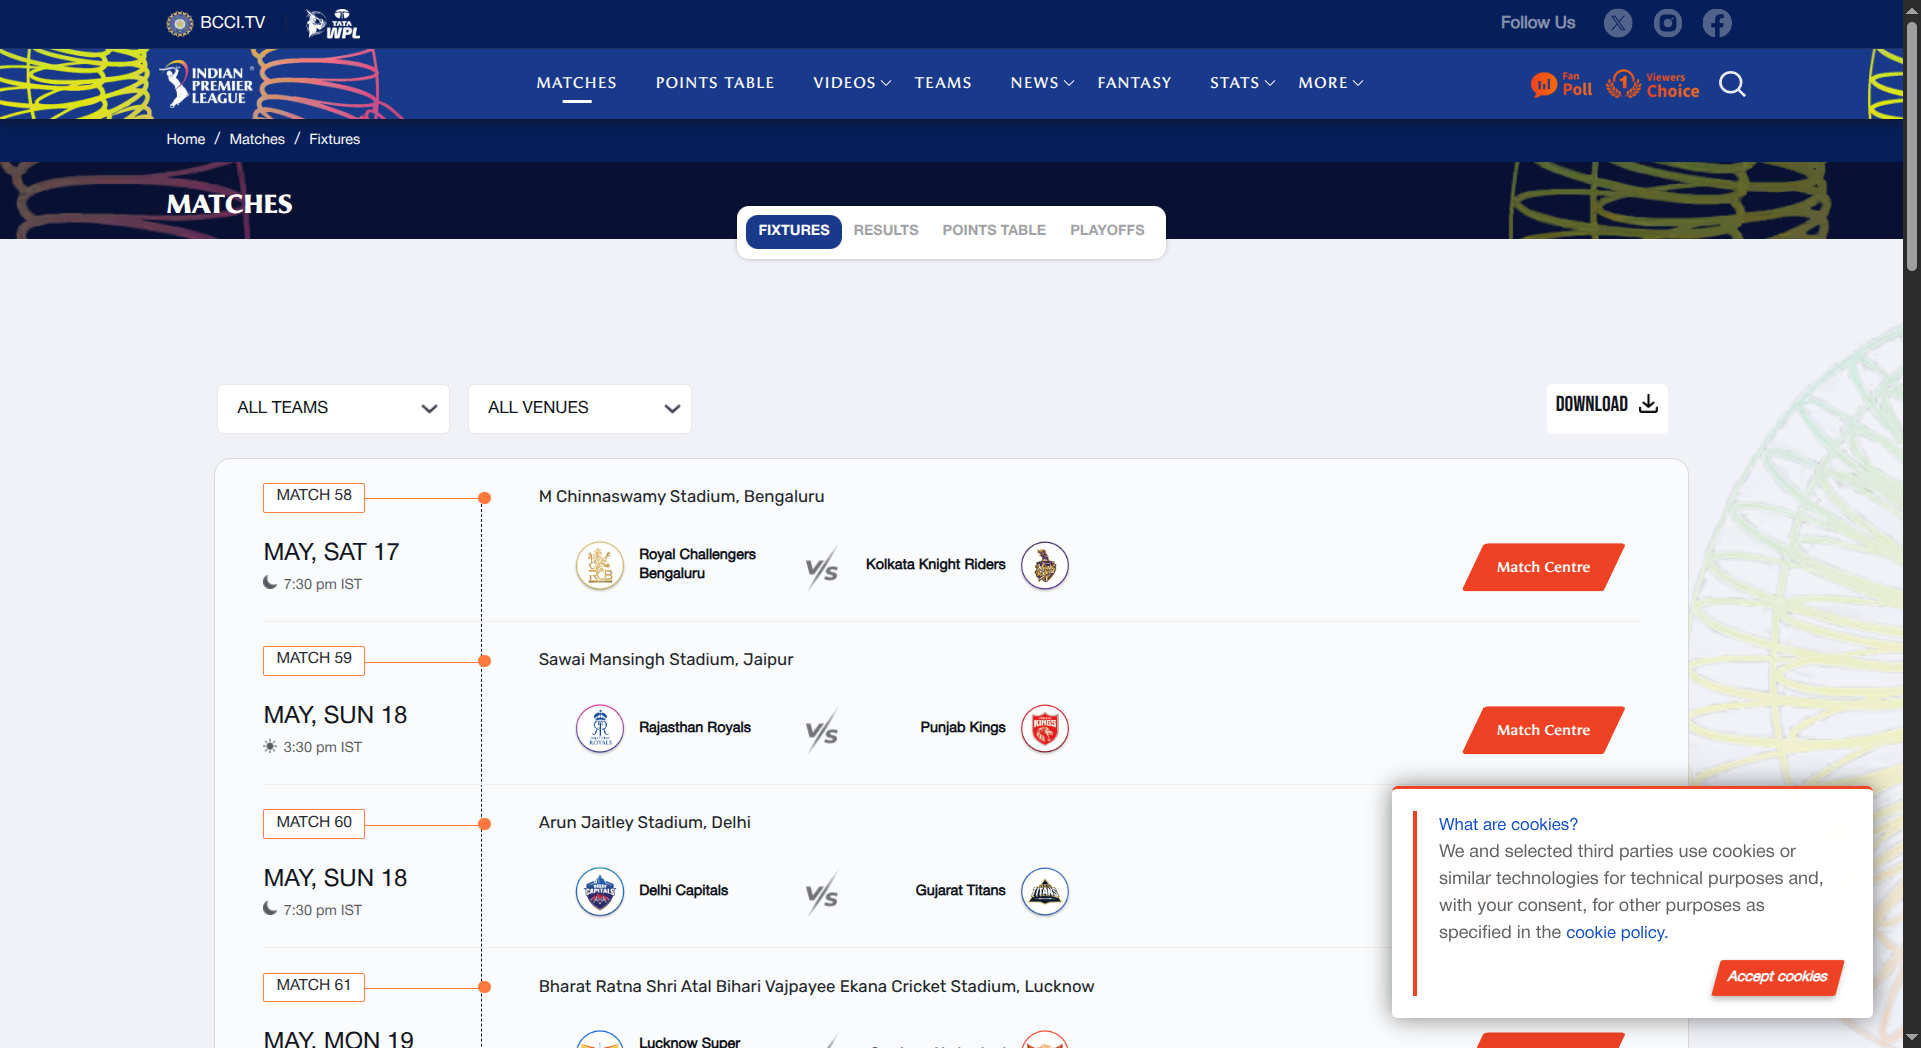 BCCI.TV
TATA
WPL
Follow Us
INDIAN
PREMIER
LEAGUE
MATCHES
POINTS TABLE
VIDEOS
TEAMS
NEWS
FANTASY
STATS
MORE
Fan
Poll
1
Viewers
Choice
Home / Matches / Fixtures
MATCHES
FIXTURES
RESULTS
POINTS TABLE
PLAYOFFS
ALL TEAMS
ALL VENUES
DOWNLOAD
MATCH 58
M Chinnaswamy Stadium, Bengaluru
MAY, SAT 17
7:30 pm IST
RCB
Royal Challengers
Bengaluru
V/S
Kolkata Knight Riders
Match Centre
MATCH 59
Sawai Mansingh Stadium, Jaipur
MAY, SUN 18
3:30 pm IST
ROYALS
Rajasthan Royals
V/S
Punjab Kings
KINGS
Match Centre
MATCH 60
Arun Jaitley Stadium, Delhi
MAY, SUN 18
7:30 pm IST
CAPITALS
Delhi Capitals
V/S
Gujarat Titans
TITANS
MATCH 61
Bharat Ratna Shri Atal Bihari Vajpayee Ekana Cricket Stadium, Lucknow
MAY, MON 19
Lucknow Super
What are cookies?
We and selected third parties use cookies or
similar technologies for technical purposes and,
with your consent, for other purposes as
specified in the cookie policy.
Accept cookies